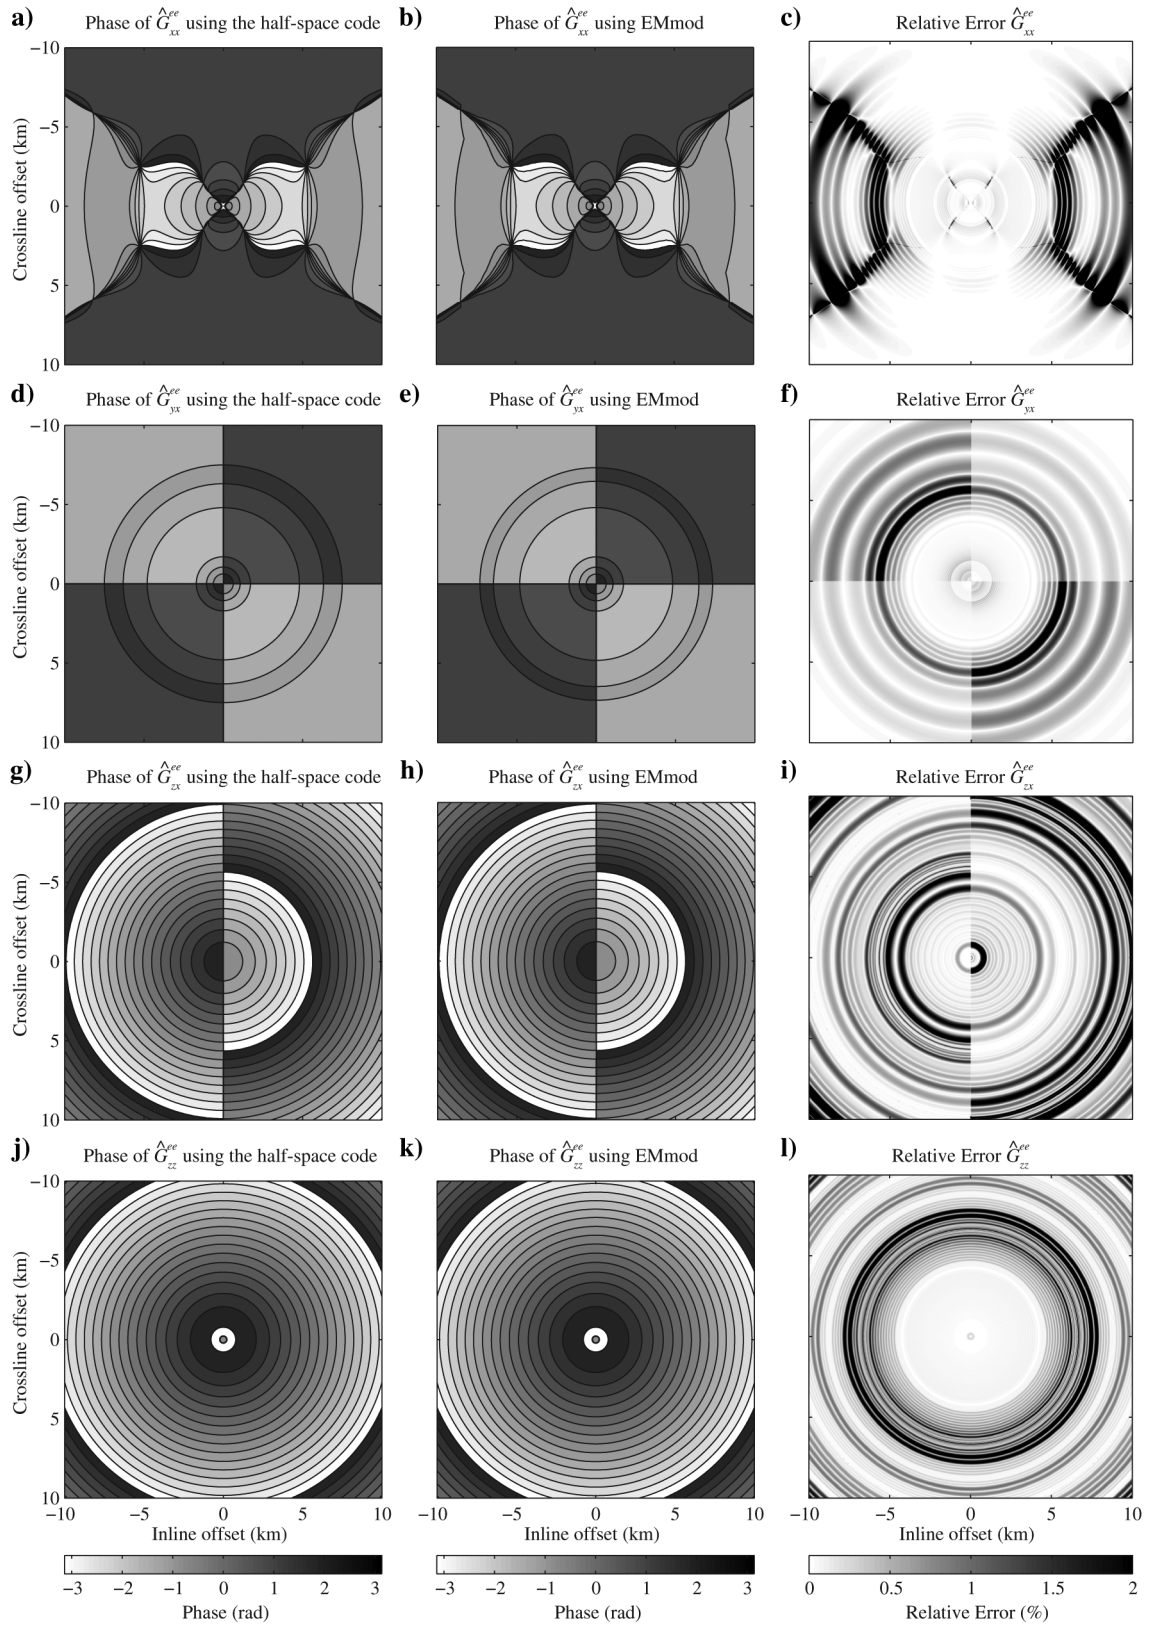 a) Phase of Ĝ^ee_xx using the half-space code
b) Phase of Ĝ^ee_xx using EMmod
c) Relative Error Ĝ^ee_xx
−10
−5
0
5
10
Crossline offset (km)
d) Phase of Ĝ^ee_yx using the half-space code
e) Phase of Ĝ^ee_yx using EMmod
f) Relative Error Ĝ^ee_yx
−10
−5
0
5
10
Crossline offset (km)
g) Phase of Ĝ^ee_zx using the half-space code
h) Phase of Ĝ^ee_zx using EMmod
i) Relative Error Ĝ^ee_zx
−10
−5
0
5
10
Crossline offset (km)
j) Phase of Ĝ^ee_zz using the half-space code
k) Phase of Ĝ^ee_zz using EMmod
l) Relative Error Ĝ^ee_zz
−10
−5
0
5
10
Crossline offset (km)
−10 −5 0 5 10
Inline offset (km)
−10 −5 0 5 10
Inline offset (km)
−10 −5 0 5 10
Inline offset (km)
−3 −2 −1 0 1 2 3
Phase (rad)
−3 −2 −1 0 1 2 3
Phase (rad)
0 0.5 1 1.5 2
Relative Error (%)